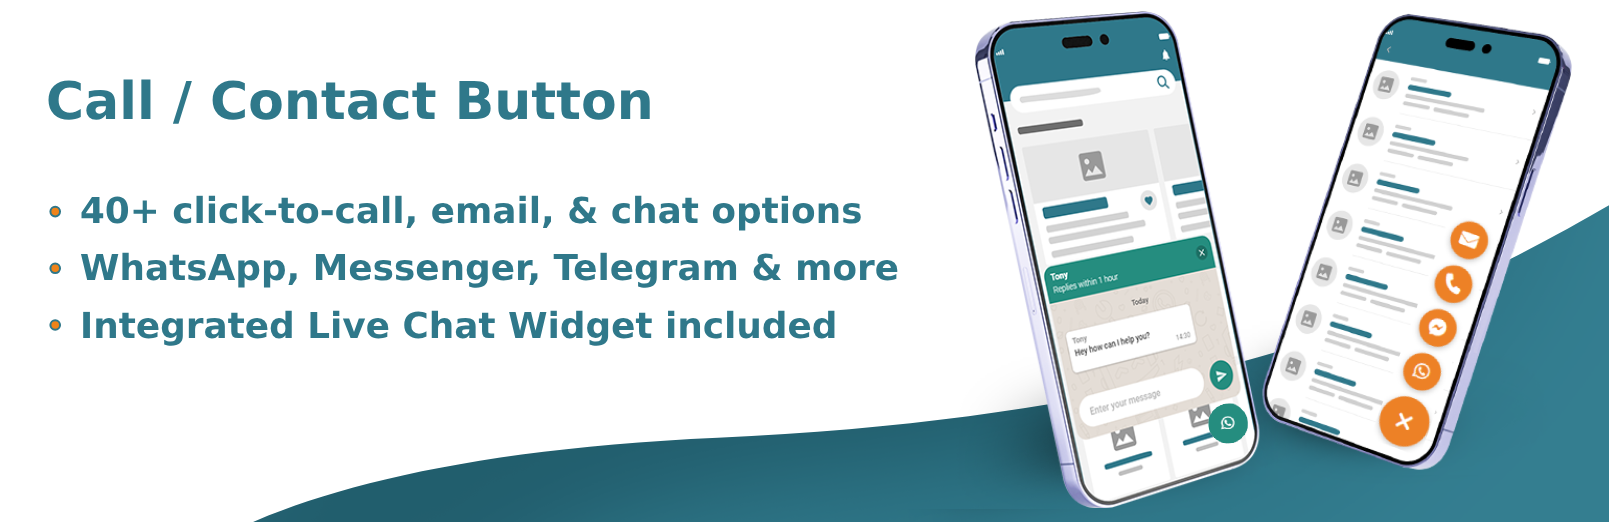 Call / Contact Button
40+ click-to-call, email, & chat options
WhatsApp, Messenger, Telegram & more
Integrated Live Chat Widget included
Tony
Replies within 1 hour
Today
Tony
Hey how can I help you?
14:30
Enter your message